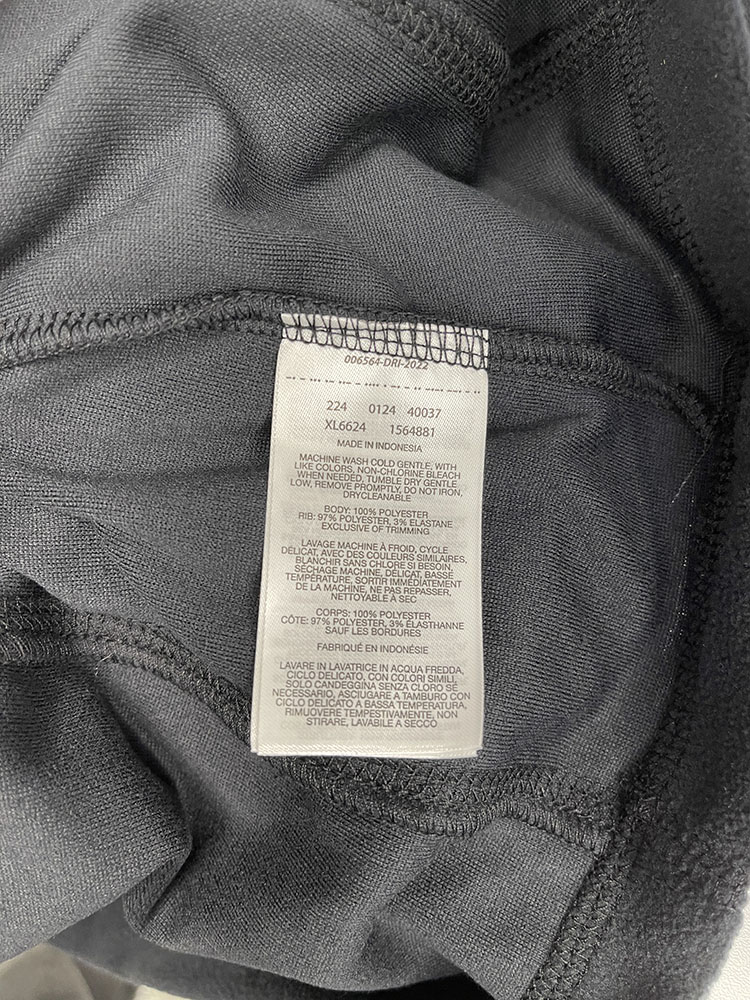 006564-DRI-2022
224 0124 40037
XL6624 1564881
MADE IN INDONESIA
MACHINE WASH COLD GENTLE, WITH
LIKE COLORS, NON-CHLORINE BLEACH
WHEN NEEDED, TUMBLE DRY GENTLE
LOW, REMOVE PROMPTLY, DO NOT IRON,
DRYCLEANABLE
BODY: 100% POLYESTER
RIB: 97% POLYESTER, 3% ELASTANE
EXCLUSIVE OF TRIMMING
LAVAGE MACHINE À FROID, CYCLE
DÉLICAT, AVEC DES COULEURS SIMILAIRES,
BLANCHIR SANS CHLORE SI BESOIN,
SÉCHAGE MACHINE, DÉLICAT, BASSE
TEMPÉRATURE, SORTIR IMMÉDIATEMENT
DE LA MACHINE, NE PAS REPASSER,
NETTOYABLE À SEC
CORPS: 100% POLYESTER
CÔTE: 97% POLYESTER, 3% ÉLASTHANNE
SAUF LES BORDURES
FABRIQUÉ EN INDONÉSIE
LAVARE IN LAVATRICE IN ACQUA FREDDA,
CICLO DELICATO, CON COLORI SIMILI,
SOLO CANDEGGINA SENZA CLORO SE
NECESSARIO, ASCIUGARE A TAMBURO CON
CICLO DELICATO A BASSA TEMPERATURA,
RIMUOVERE TEMPESTIVAMENTE, NON
STIRARE, LAVABILE A SECCO